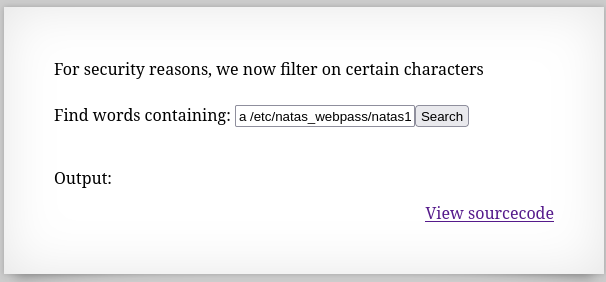 For security reasons, we now filter on certain characters
Find words containing: a /etc/natas_webpass/natas1 Search
Output:
View sourcecode